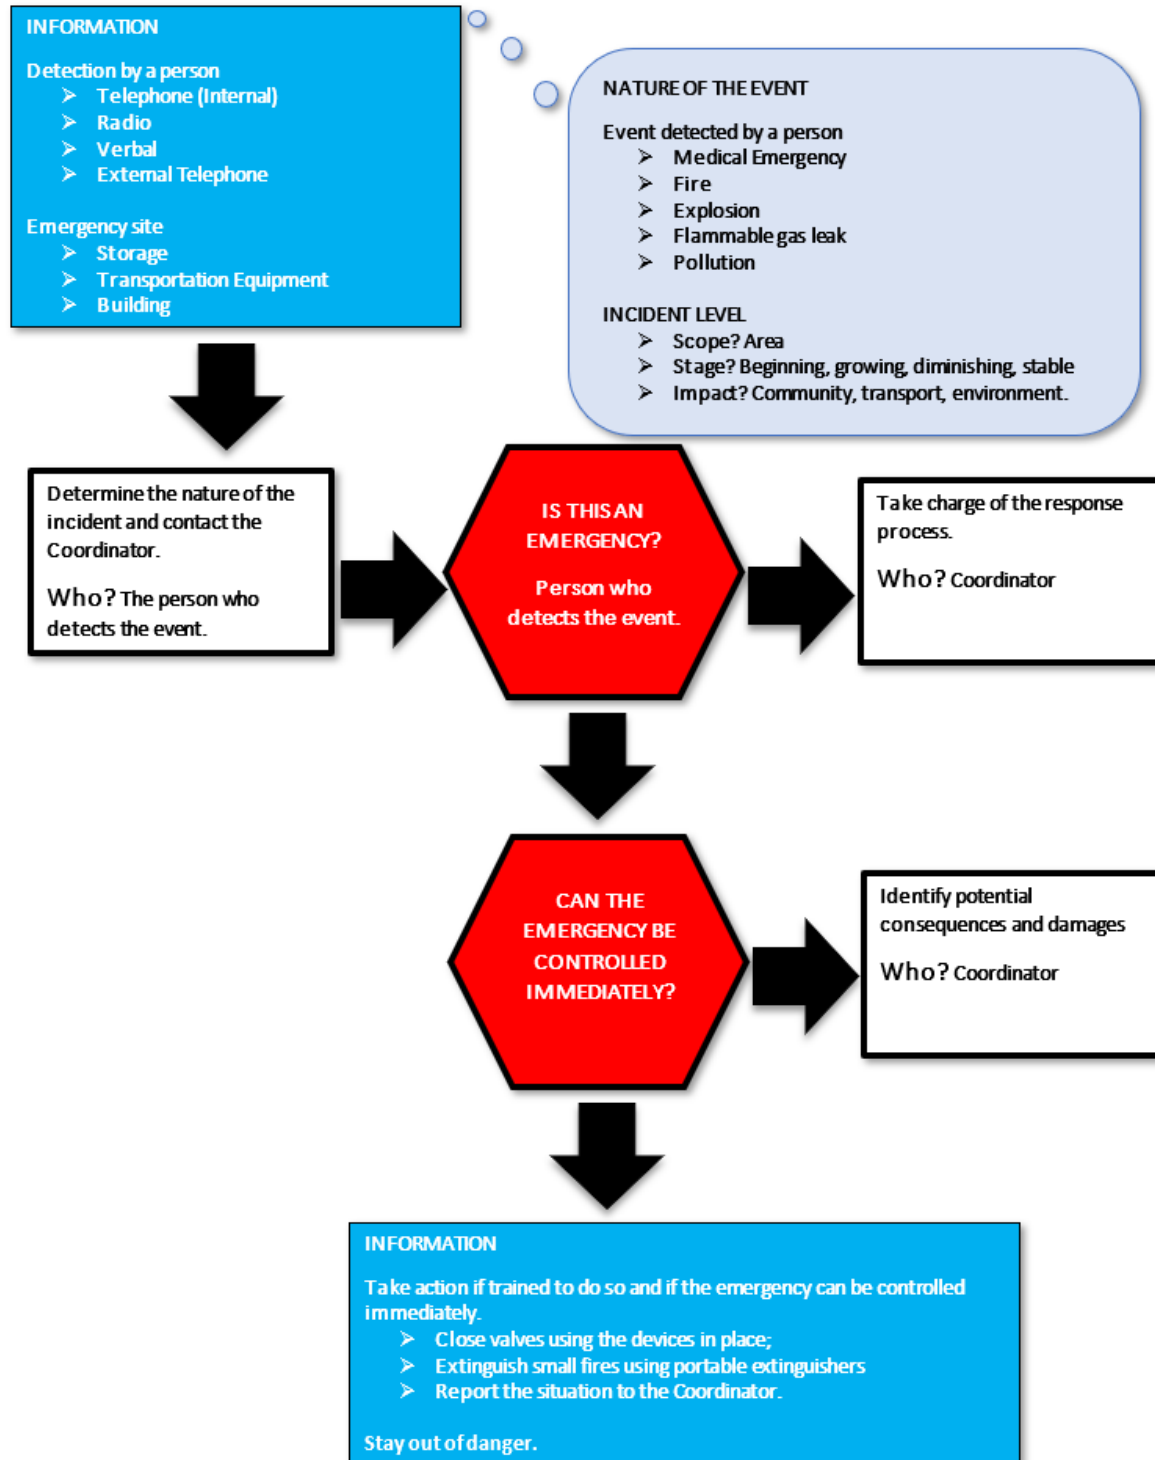 INFORMATION
Detection by a person
➢ Telephone (Internal)
➢ Radio
➢ Verbal
➢ External Telephone
Emergency site
➢ Storage
➢ Transportation Equipment
➢ Building
NATURE OF THE EVENT
Event detected by a person
➢ Medical Emergency
➢ Fire
➢ Explosion
➢ Flammable gas leak
➢ Pollution
INCIDENT LEVEL
➢ Scope? Area
➢ Stage? Beginning, growing, diminishing, stable
➢ Impact? Community, transport, environment.
Determine the nature of the
incident and contact the
Coordinator.
Who? The person who
detects the event.
IS THIS AN
EMERGENCY?
Person who
detects the event.
Take charge of the response
process.
Who? Coordinator
CAN THE
EMERGENCY BE
CONTROLLED
IMMEDIATELY?
Identify potential
consequences and damages
Who? Coordinator
INFORMATION
Take action if trained to do so and if the emergency can be controlled
immediately.
➢ Close valves using the devices in place;
➢ Extinguish small fires using portable extinguishers
➢ Report the situation to the Coordinator.
Stay out of danger.